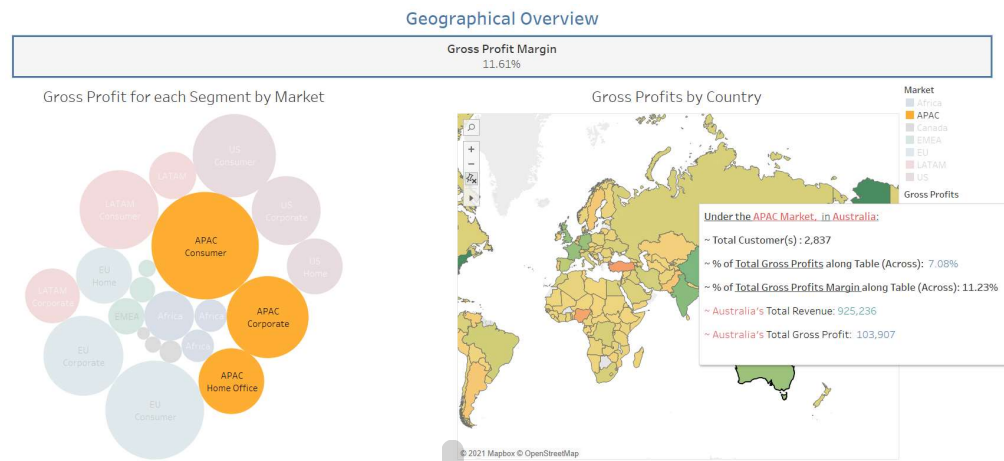 Geographical Overview
Gross Profit Margin
11.61%
Gross Profit for each Segment by Market
US
Consumer
LATAM
LATAM
Consumer
US
Corporate
APAC
Consumer
US
Home
EU
Home
LATAM
Corporate
EMEA
Africa
Africa
APAC
Corporate
Africa
EU
Corporate
APAC
Home Office
EU
Consumer
Gross Profits by Country
© 2021 Mapbox © OpenStreetMap
Market
Africa
APAC
Canada
EMEA
EU
LATAM
US
Gross Profits
Under the APAC Market, in Australia:
~ Total Customer(s) : 2,837
~ % of Total Gross Profits along Table (Across): 7.08%
~ % of Total Gross Profits Margin along Table (Across): 11.23%
~ Australia's Total Revenue: 925,236
~ Australia's Total Gross Profit: 103,907